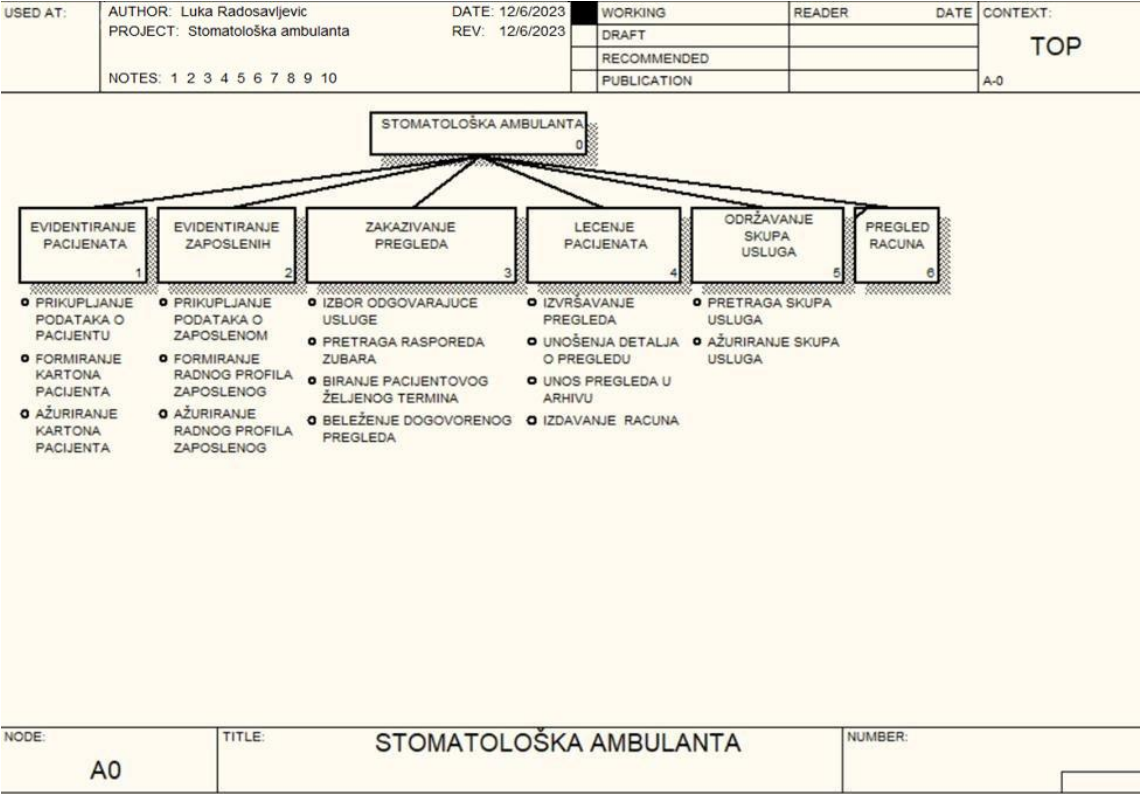 USED AT:
AUTHOR: Luka Radosavljevic
DATE: 12/6/2023
PROJECT: Stomatološka ambulanta
REV: 12/6/2023
NOTES: 1 2 3 4 5 6 7 8 9 10
WORKING
DRAFT
RECOMMENDED
PUBLICATION
READER DATE
CONTEXT:
TOP
A-0
STOMATOLOŠKA AMBULANTA
0
EVIDENTIRANJE
PACIJENATA
1
PRIKUPLJANJE
PODATAKA O
PACIJENTU
FORMIRANJE
KARTONA
PACIJENTA
AŽURIRANJE
KARTONA
PACIJENTA
EVIDENTIRANJE
ZAPOSLENIH
2
PRIKUPLJANJE
PODATAKA O
ZAPOSLENOM
FORMIRANJE
RADNOG PROFILA
ZAPOSLENOG
AŽURIRANJE
RADNOG PROFILA
ZAPOSLENOG
ZAKAZIVANJE
PREGLEDA
3
IZBOR ODGOVARAJUCE
USLUGE
PRETRAGA RASPOREDA
ZUBARA
BIRANJE PACIJENTOVOG
ŽELJENOG TERMINA
BELEŽENJE DOGOVORENOG
PREGLEDA
LECENJE
PACIJENATA
4
IZVRŠAVANJE
PREGLEDA
UNOŠENJA DETALJA
O PREGLEDU
UNOS PREGLEDA U
ARHIVU
IZDAVANJE RACUNA
ODRŽAVANJE
SKUPA
USLUGA
5
PRETRAGA SKUPA
USLUGA
AŽURIRANJE SKUPA
USLUGA
PREGLED
RACUNA
6
NODE:
A0
TITLE:
STOMATOLOŠKA AMBULANTA
NUMBER: